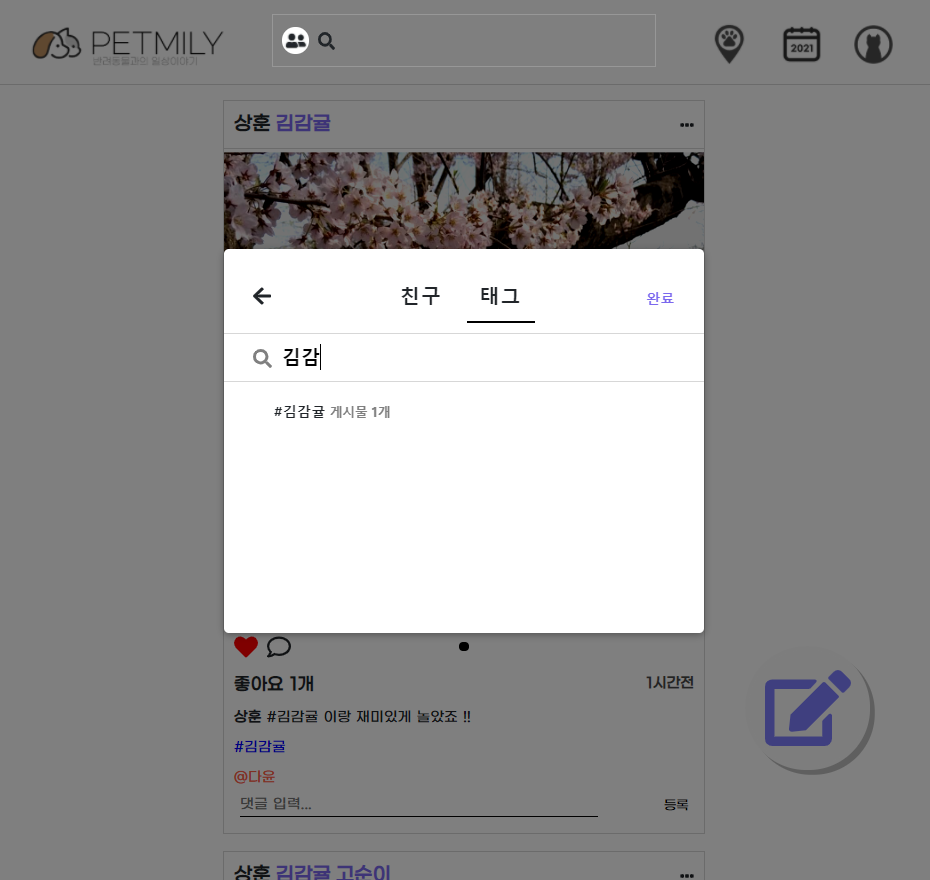 PETMILY
반려동물과의 일상이야기
2021
상훈 김감귤
친구 태그 완료
김감
#김감귤 게시물 1개
좋아요 1개 1시간전
상훈 #김감귤 이랑 재미있게 놀았죠 !!
#김감귤
@다윤
댓글 입력... 등록
상훈 김감귤 고순이